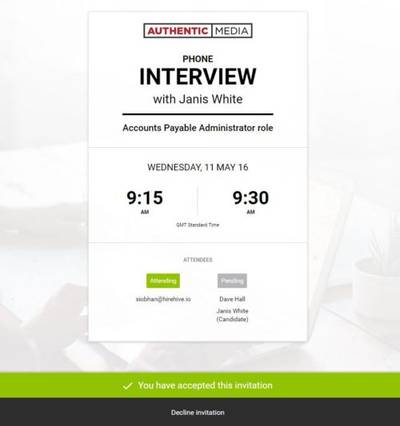 AUTHENTIC MEDIA
PHONE
INTERVIEW
with Janis White
Accounts Payable Administrator role
WEDNESDAY, 11 MAY 16
9:15 9:30
AM AM
GMT Standard Time
ATTENDEES
Attending Pending
siobhan@hirehive.io Dave Hall
Janis White
(Candidate)
You have accepted this invitation
Decline invitation